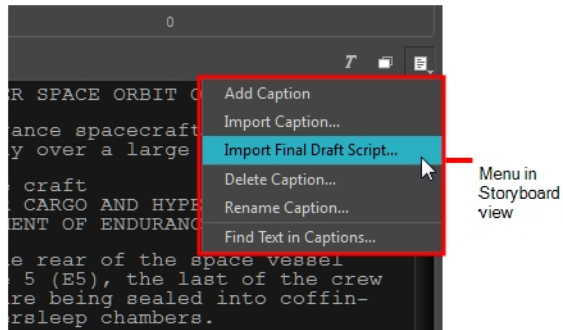 0
T
R SPACE ORBIT
Add Caption
ance spacecraft
Import Caption...
y over a large
Import Final Draft Script...
craft
Delete Caption...
CARGO AND HYPE
Rename Caption...
ENT OF ENDURANC
Find Text in Captions...
e rear of the space vessel
5 (E5), the last of the crew
re being sealed into coffin-
rsleep chambers.
Menu in
Storyboard
view